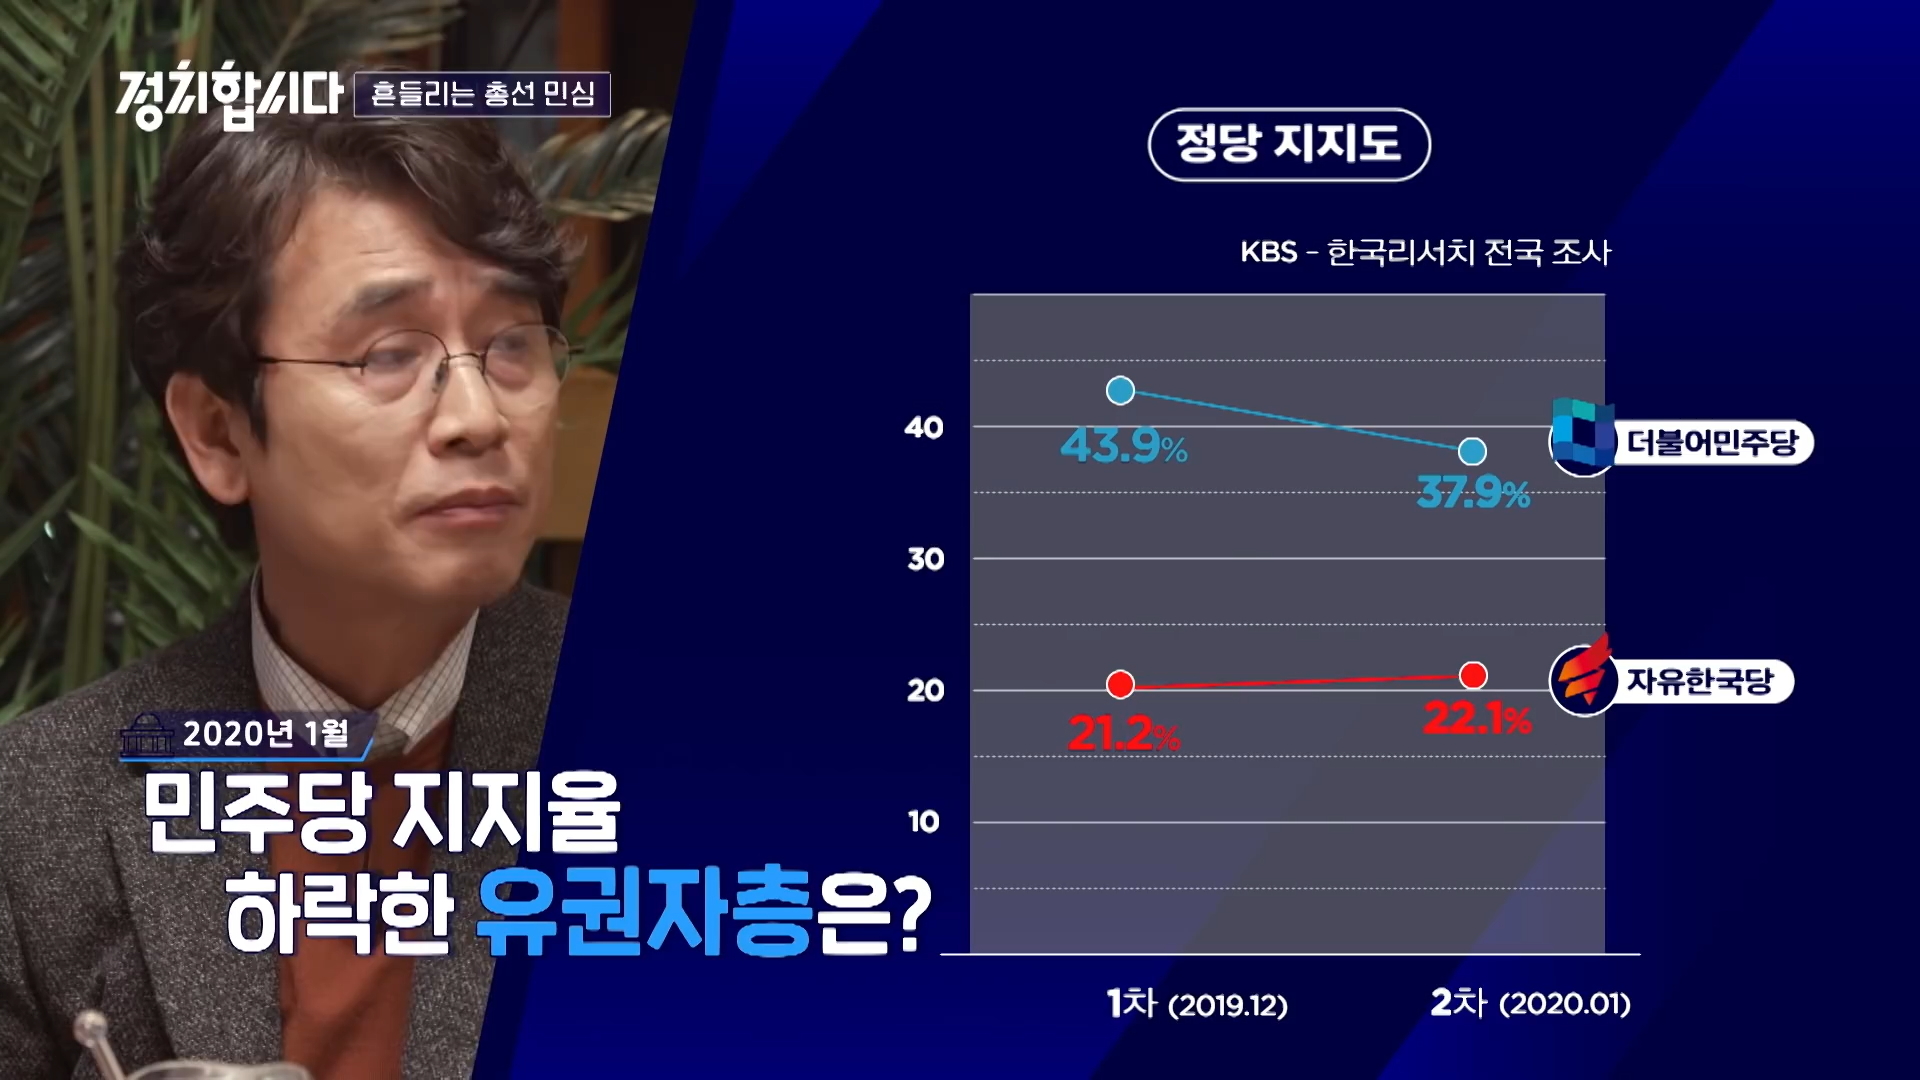 정치합시다
흔들리는 총선 민심
정당 지지도
KBS - 한국리서치 전국 조사
40
30
20
10
43.9%
37.9%
더불어민주당
21.2%
22.1%
자유한국당
1차 (2019.12)
2차 (2020.01)
2020년 1월
민주당 지지율
하락한 유권자층은?